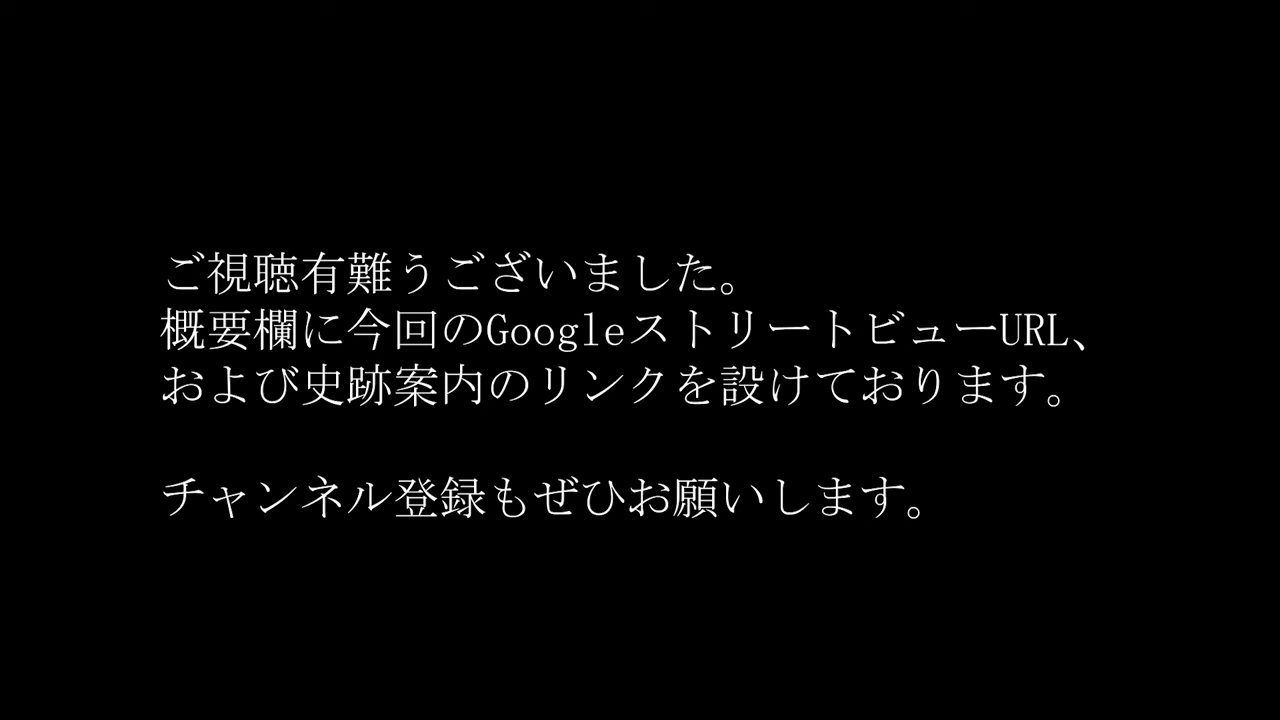 ご視聴有難うございました。
概要欄に今回のGoogleストリートビューURL、
および史跡案内のリンクを設けております。
チャンネル登録もぜひお願いします。